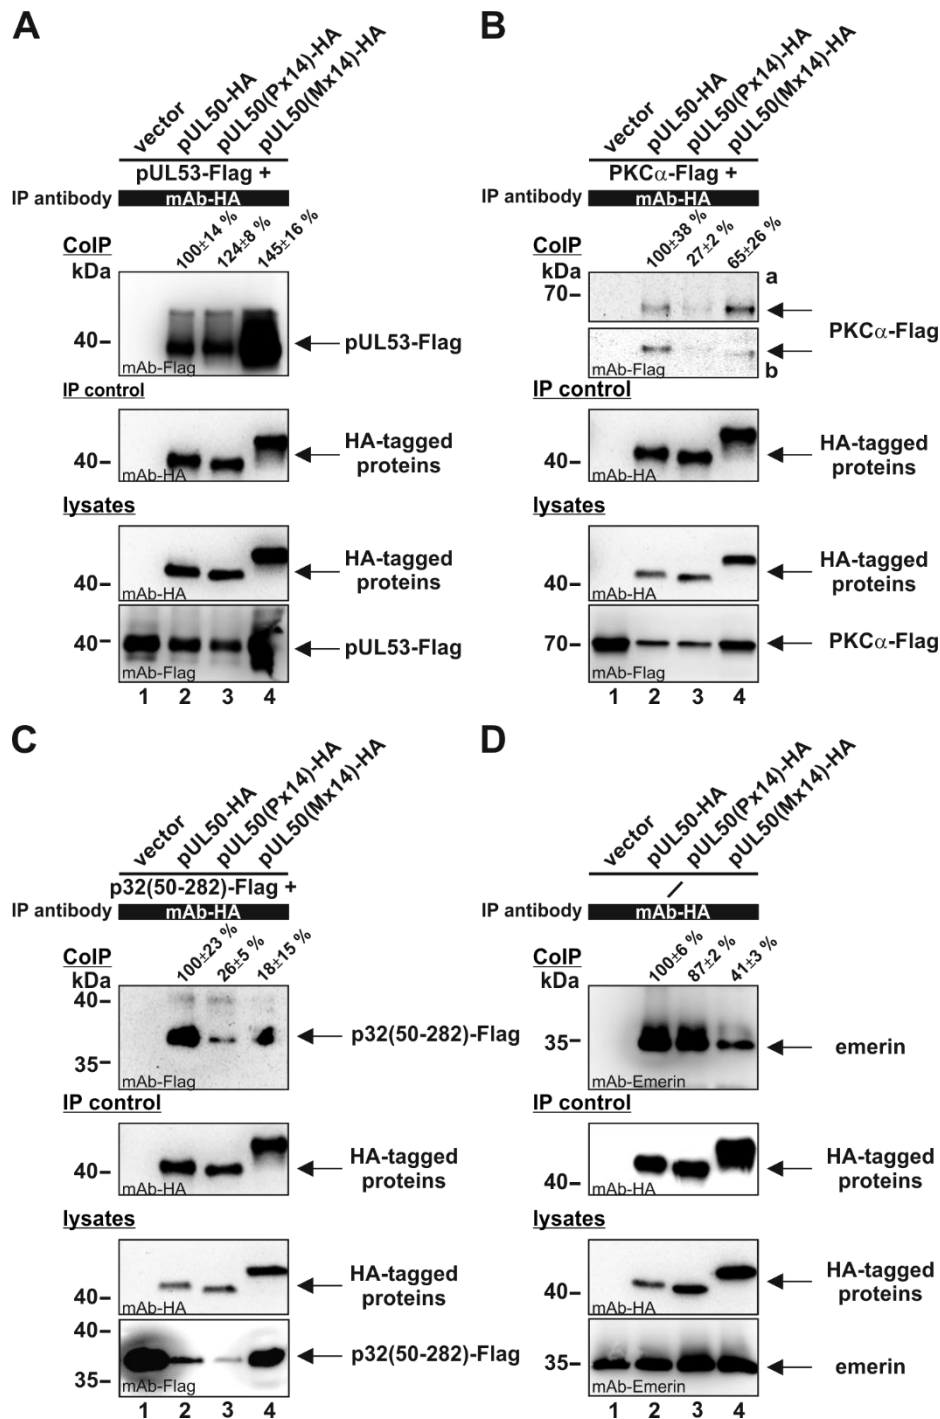 A
vector
pUL50-HA
pUL50(Px14)-HA
pUL50(Mx14)-HA
pUL53-Flag +
IP antibody mAb-HA
CoIP 100±14 % 124±8 % 145±16 %
kDa
40– pUL53-Flag
mAb-Flag
IP control
HA-tagged
40– proteins
mAb-HA
lysates
HA-tagged
40– proteins
mAb-HA
40– pUL53-Flag
mAb-Flag
1 2 3 4
B
vector
pUL50-HA
pUL50(Px14)-HA
pUL50(Mx14)-HA
PKCα-Flag +
IP antibody mAb-HA
CoIP 100±38 % 27±2 % 65±26 %
kDa a
70–
PKCα-Flag
mAb-Flag b
IP control
HA-tagged
40– proteins
mAb-HA
lysates
HA-tagged
40– proteins
mAb-HA
70– PKCα-Flag
mAb-Flag
1 2 3 4
C
vector
pUL50-HA
pUL50(Px14)-HA
pUL50(Mx14)-HA
p32(50-282)-Flag +
IP antibody mAb-HA
CoIP 100±23 % 26±5 % 18±15 %
kDa
40–
p32(50-282)-Flag
35–
mAb-Flag
IP control
HA-tagged
40– proteins
mAb-HA
lysates
HA-tagged
40– proteins
mAb-HA
40–
p32(50-282)-Flag
35–
mAb-Flag
1 2 3 4
D
vector
pUL50-HA
pUL50(Px14)-HA
pUL50(Mx14)-HA
/
IP antibody mAb-HA
CoIP 100±6 % 87±2 % 41±3 %
kDa
35– emerin
mAb-Emerin
IP control
HA-tagged
40– proteins
mAb-HA
lysates
HA-tagged
40– proteins
mAb-HA
35– emerin
mAb-Emerin
1 2 3 4